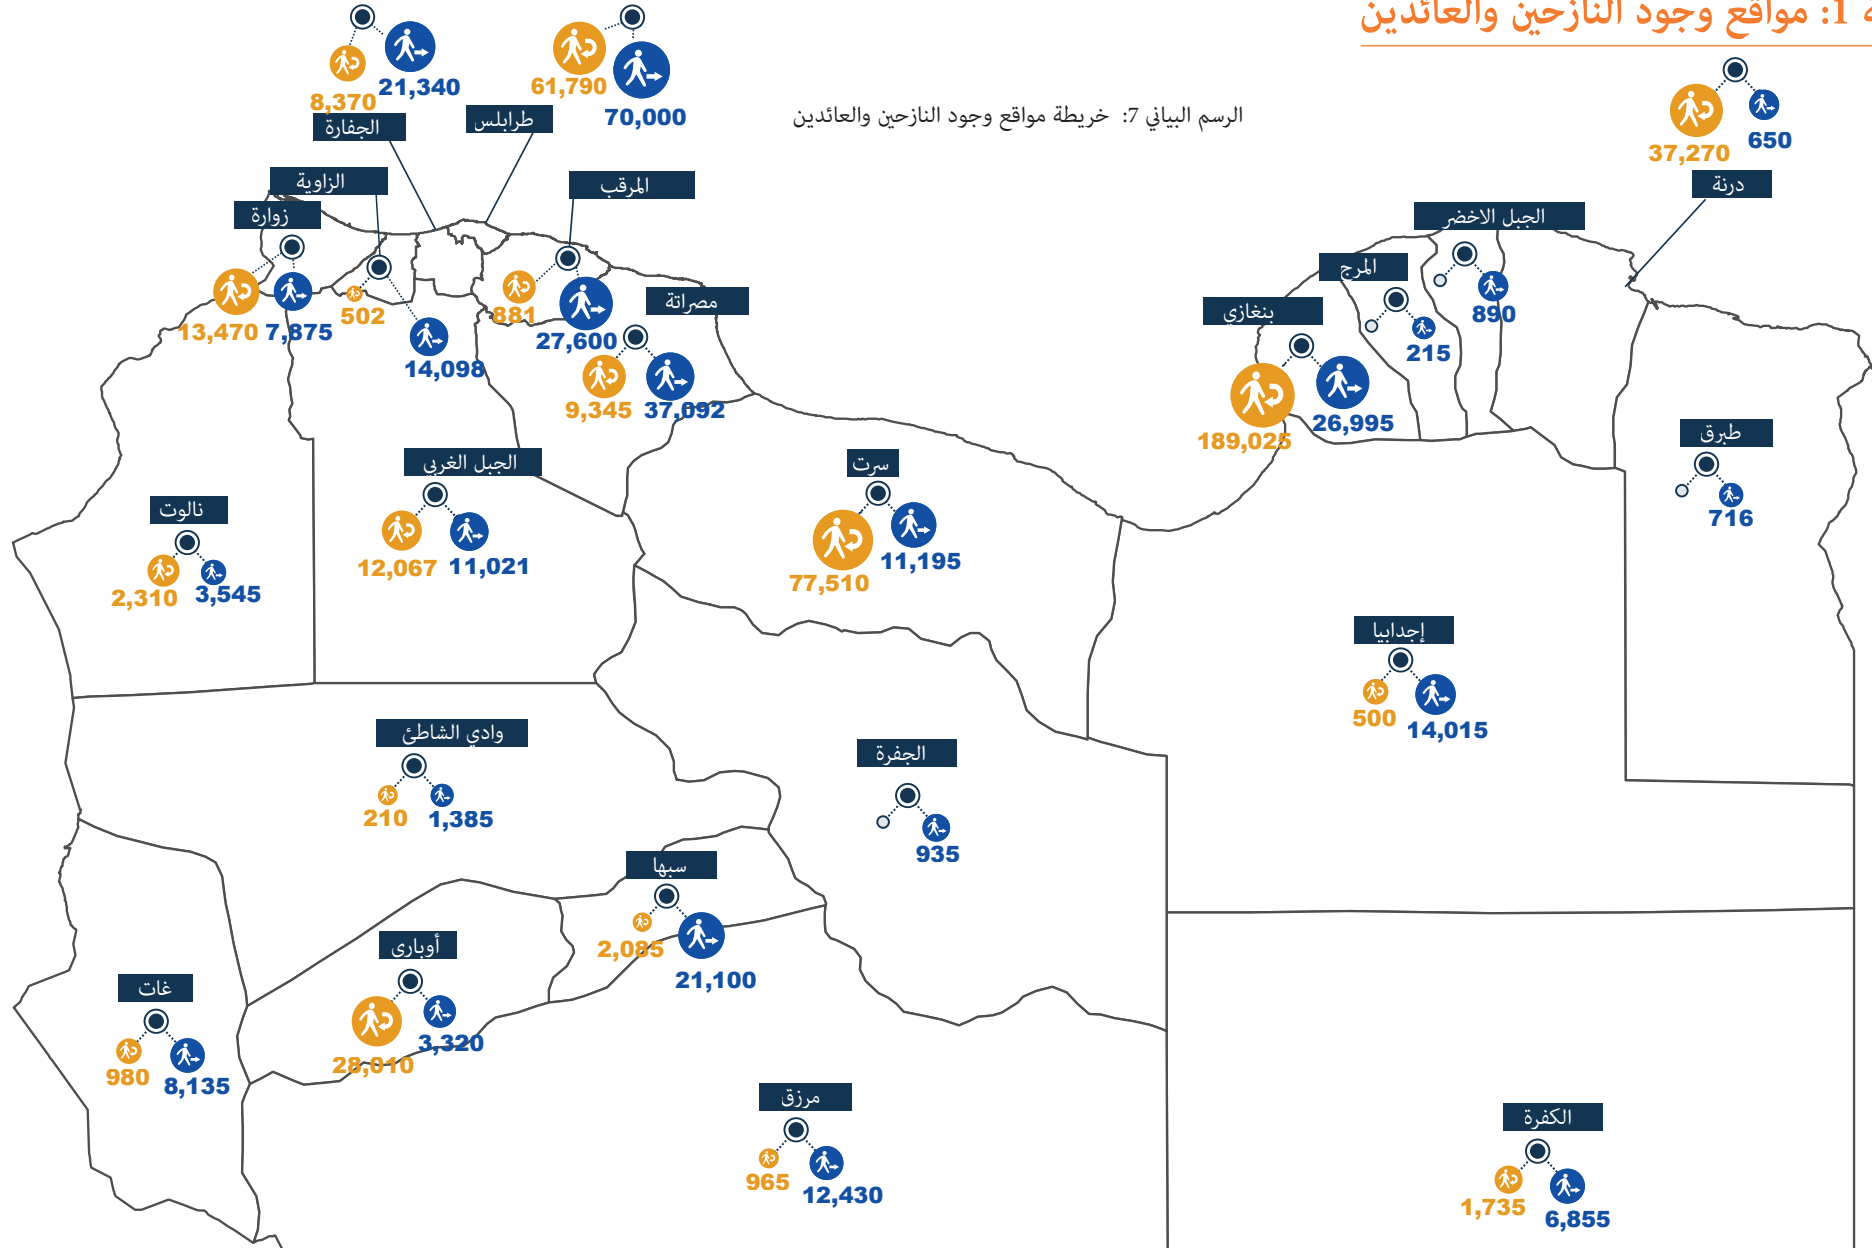 1: مواقع وجود النازحين والعائدين
الرسم البياني 7: خريطة مواقع وجود النازحين والعائدين
8,370
21,340
الجفارة
61,790
70,000
طرابلس
37,270
650
درنة
الزاوية
502
14,098
المرقب
881
27,600
زوارة
13,470
7,875
مصراتة
9,345
37,092
الجبل الاخضر
890
المرج
215
بنغازي
189,025
26,995
طبرق
716
الجبل الغربي
12,067
11,021
سرت
77,510
11,195
نالوت
2,310
3,545
إجدابيا
500
14,015
وادي الشاطئ
210
1,385
الجفرة
935
سبها
2,085
21,100
أوباري
28,010
3,320
غات
980
8,135
مرزق
965
12,430
الكفرة
1,735
6,855